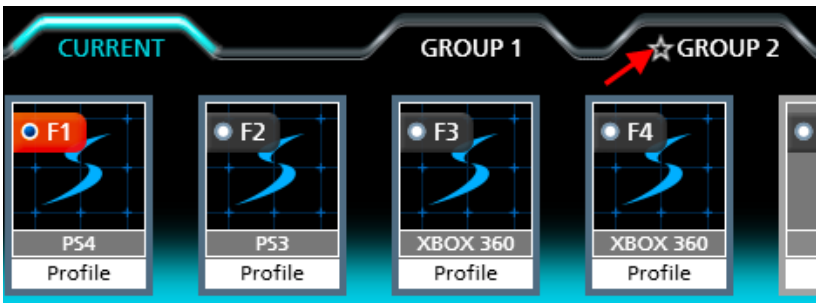 CURRENT GROUP 1 GROUP 2
F1 F2 F3 F4
PS4 PS3 XBOX 360 XBOX 360
Profile Profile Profile Profile